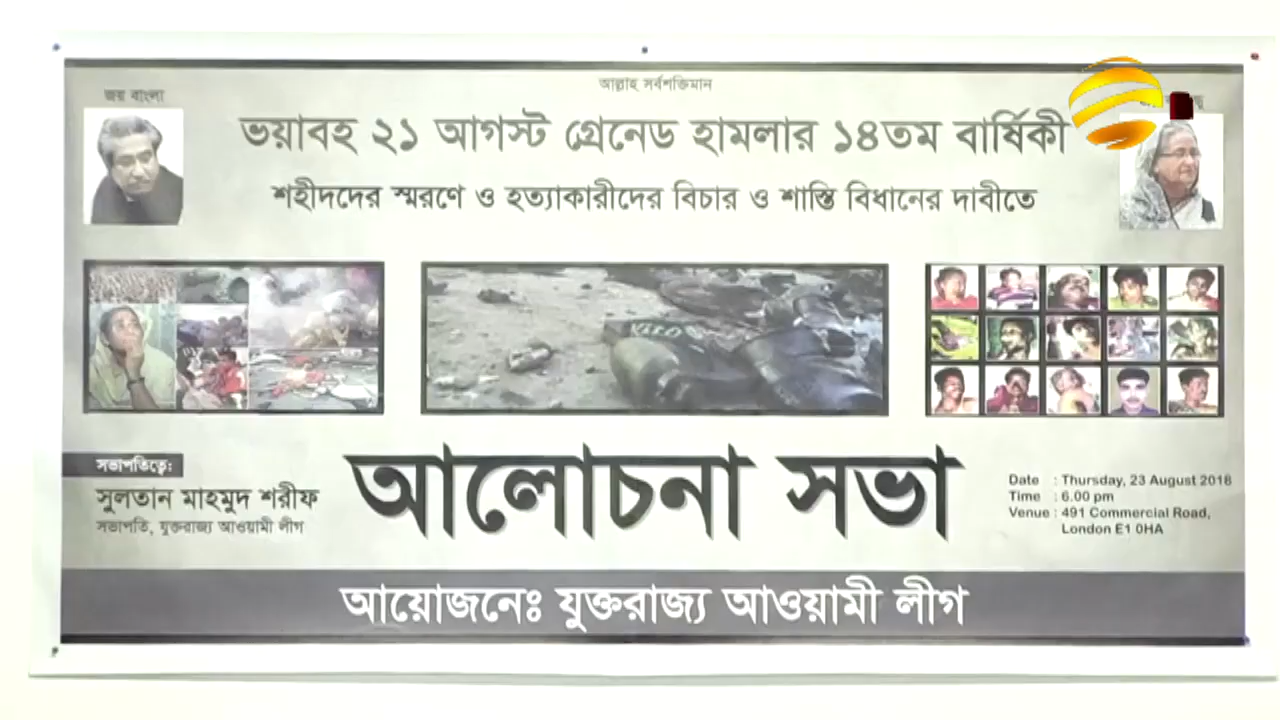 আল্লাহ সর্বশক্তিমান
জয় বাংলা
ভয়াবহ ২১ আগস্ট গ্রেনেড হামলার ১৪তম বার্ষিকী
শহীদদের স্মরণে ও হত্যাকারীদের বিচার ও শাস্তি বিধানের দাবীতে
সভাপতিত্বে:
সুলতান মাহমুদ শরীফ
সভাপতি, যুক্তরাজ্য আওয়ামী লীগ
আলোচনা সভা
Date : Thursday, 23 August 2018
Time : 6.00 pm
Venue : 491 Commercial Road,
London E1 0HA
আয়োজনেঃ যুক্তরাজ্য আওয়ামী লীগ